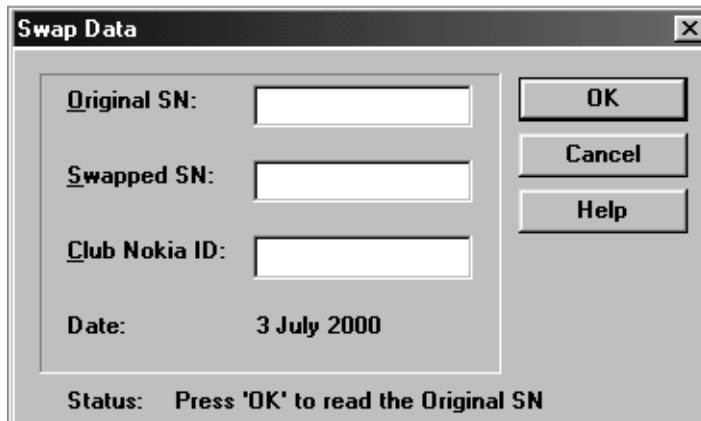 Swap Data
Original SN:
OK
Swapped SN:
Cancel
Help
Club Nokia ID:
Date: 3 July 2000
Status: Press 'OK' to read the Original SN